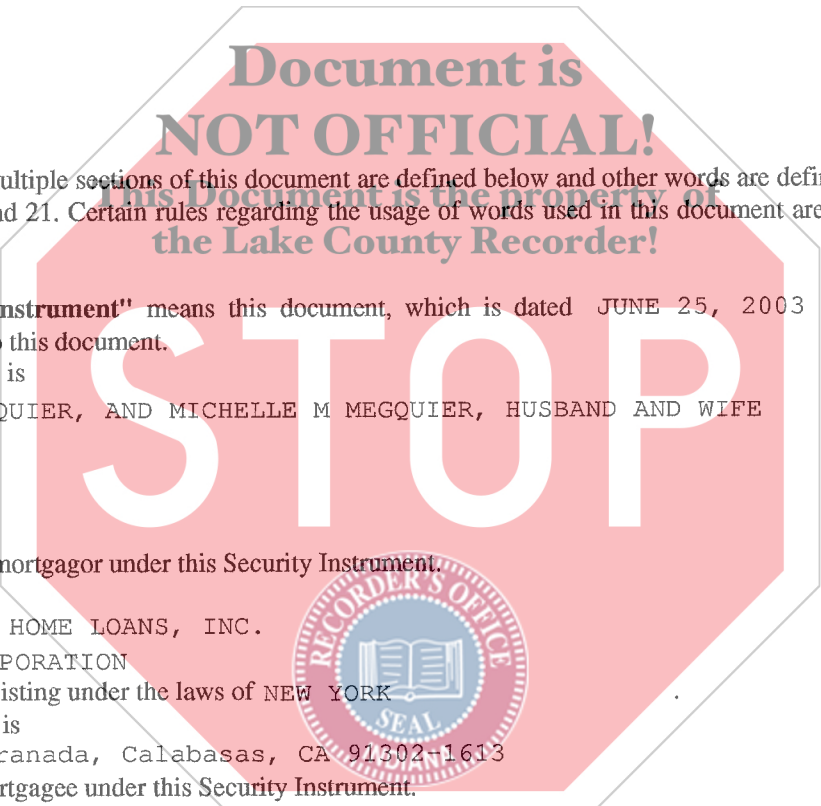 Document is
NOT OFFICIAL!
ultiple sections of this document are defined below and other words are defin
This Document is the property of
nd 21. Certain rules regarding the usage of words used in this document are
the Lake County Recorder!
nstrument" means this document, which is dated JUNE 25, 2003
o this document.
is
QUIER, AND MICHELLE M MEGQUIER, HUSBAND AND WIFE
STOP
mortgagor under this Security Instrument.
RECORDER'S OFFICE
HOME LOANS, INC.
PORATION
isting under the laws of NEW YORK
.
is
SEAL
ranada, Calabasas, CA 91302-1613
INDIANA
rtgagee under this Security Instrument.